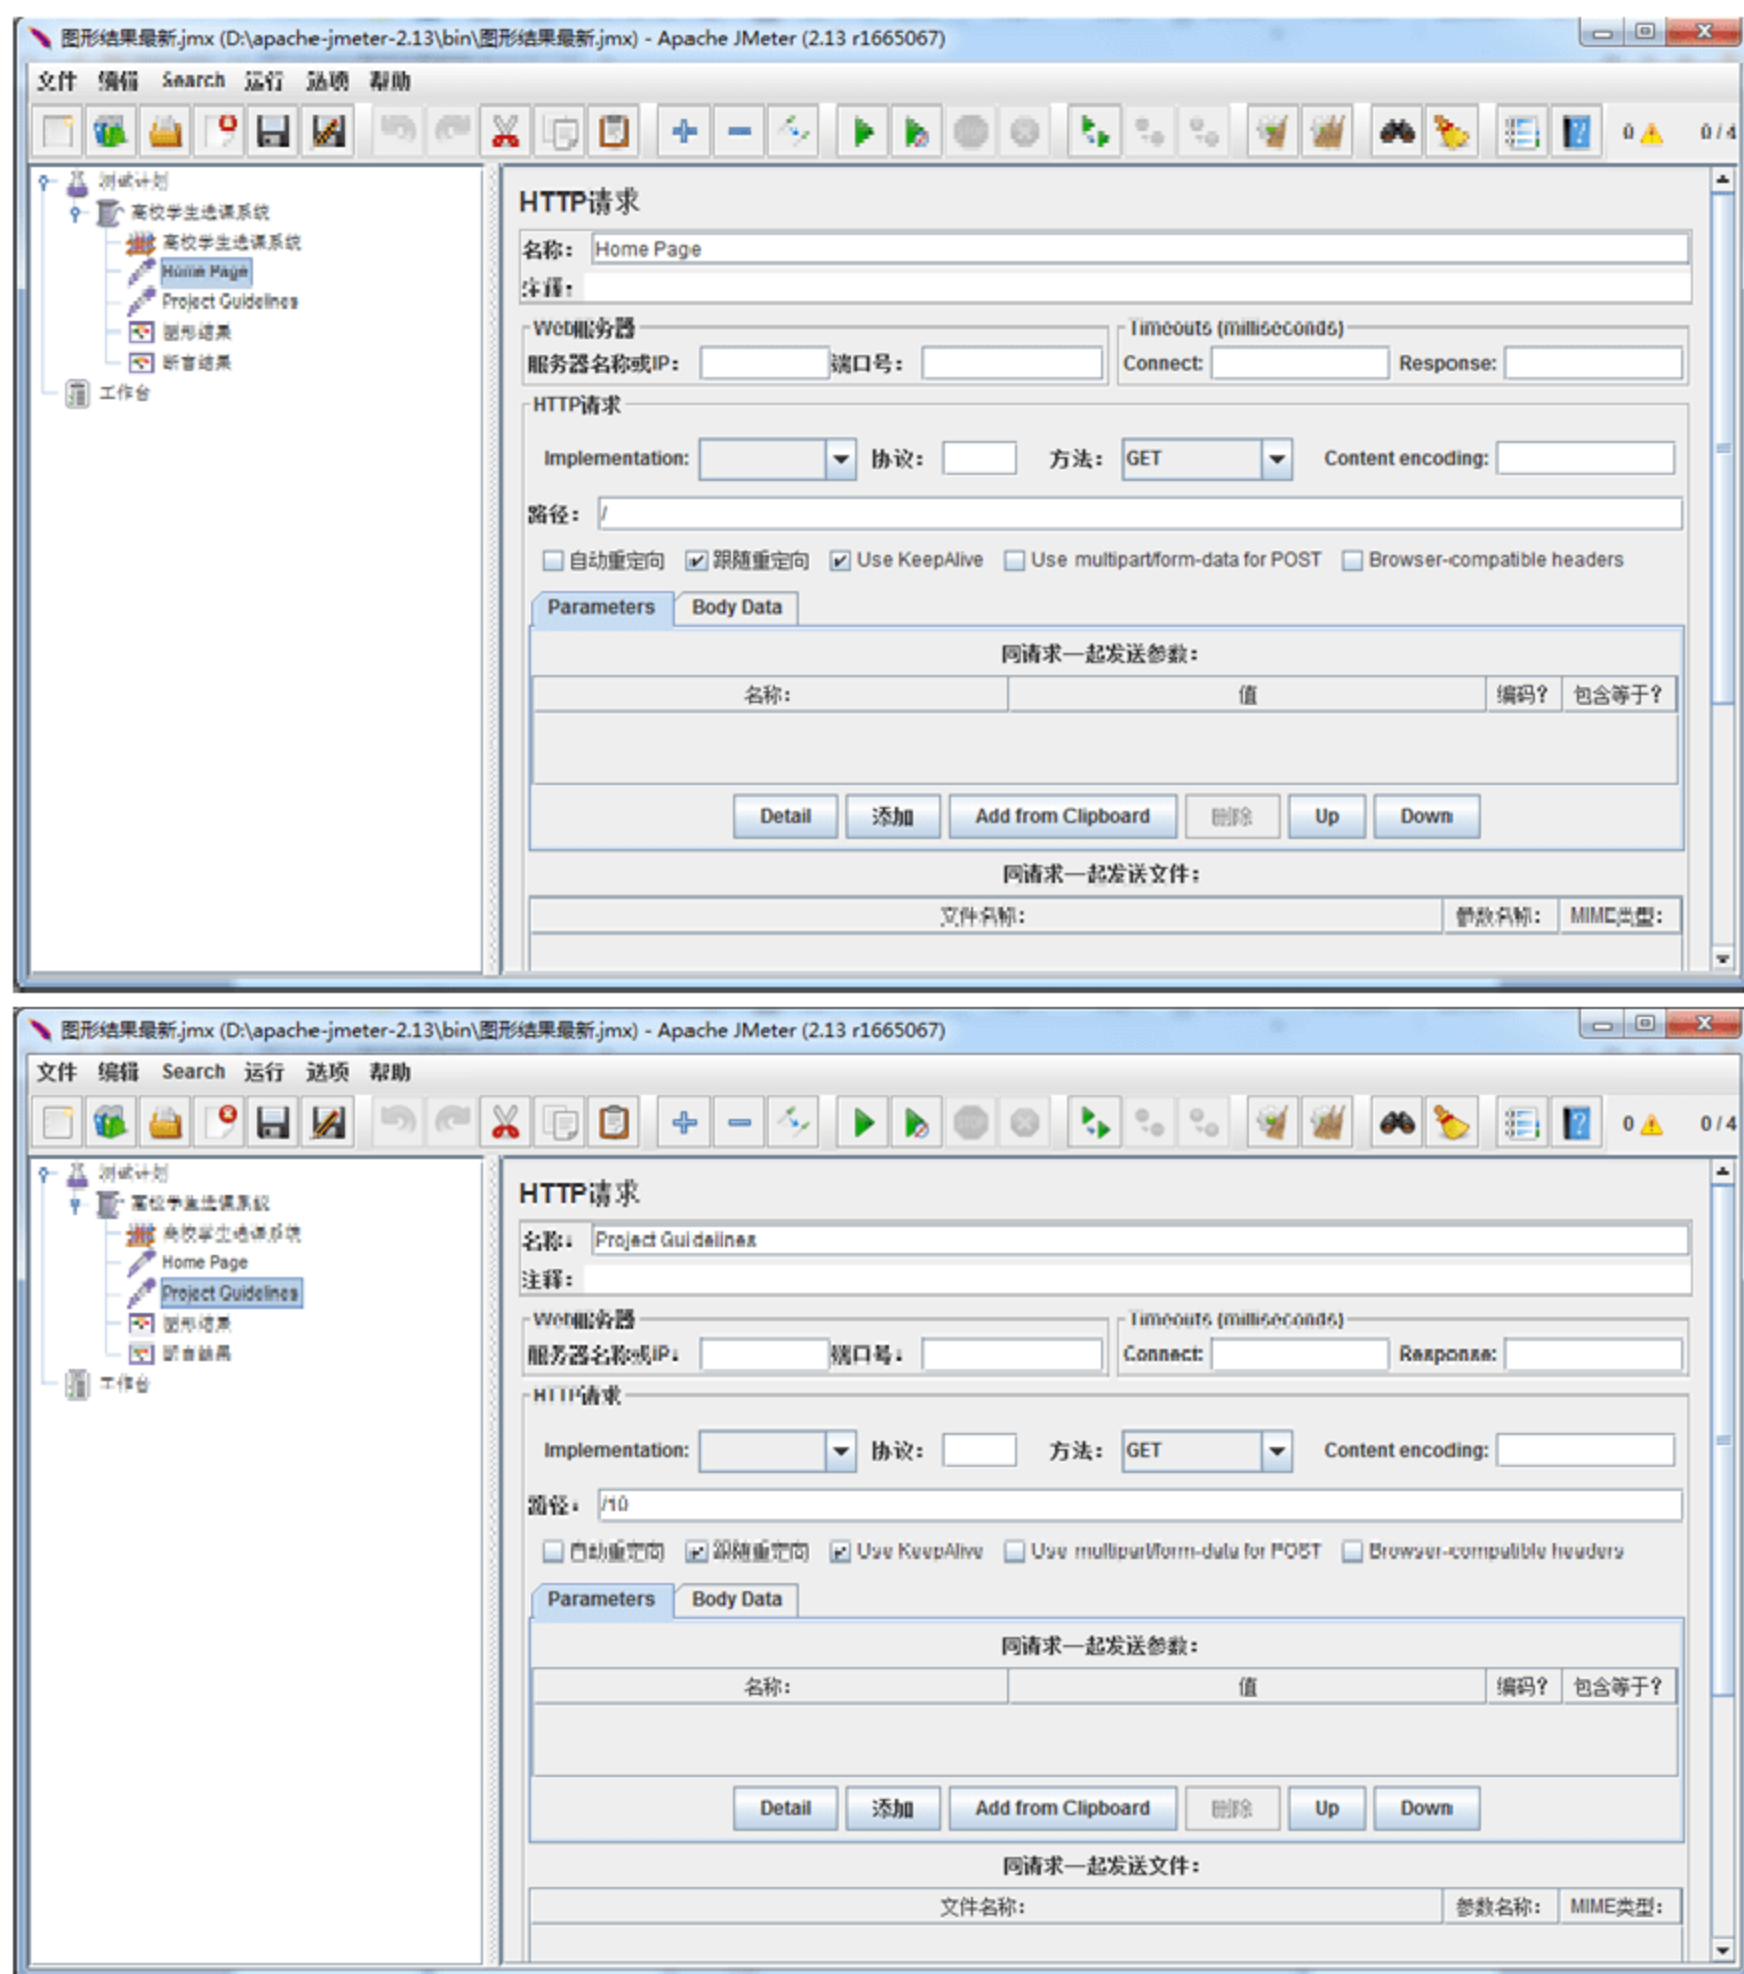 图形结果最新.jmx (D:\apache-jmeter-2.13\bin\图形结果最新.jmx) - Apache JMeter (2.13 r1665067)
文件 编辑 Search 运行 选项 帮助
0 0 / 4
测试计划
高校学生选课系统
高校学生选课系统
Home Page
Project Guidelines
图形结果
断言结果
工作台
HTTP请求
名称： Home Page
注释：
Web服务器
服务器名称或IP： 端口号：
Timeouts (milliseconds)
Connect: Response:
HTTP请求
Implementation: 协议： 方法： GET Content encoding:
路径： /
自动重定向 跟随重定向 Use KeepAlive Use multipart/form-data for POST Browser-compatible headers
Parameters Body Data
同请求一起发送参数：
名称： 值 编码? 包含等于?
Detail 添加 Add from Clipboard 删除 Up Down
同请求一起发送文件：
文件名称： 参数名称： MIME类型：
图形结果最新.jmx (D:\apache-jmeter-2.13\bin\图形结果最新.jmx) - Apache JMeter (2.13 r1665067)
文件 编辑 Search 运行 选项 帮助
0 0 / 4
测试计划
高校学生选课系统
高校学生选课系统
Home Page
Project Guidelines
图形结果
断言结果
工作台
HTTP请求
名称： Project Guidelines
注释：
Web服务器
服务器名称或IP： 端口号：
Timeouts (milliseconds)
Connect: Response:
HTTP请求
Implementation: 协议： 方法： GET Content encoding:
路径： /10
自动重定向 跟随重定向 Use KeepAlive Use multipart/form-data for POST Browser-compatible headers
Parameters Body Data
同请求一起发送参数：
名称： 值 编码? 包含等于?
Detail 添加 Add from Clipboard 删除 Up Down
同请求一起发送文件：
文件名称： 参数名称： MIME类型：